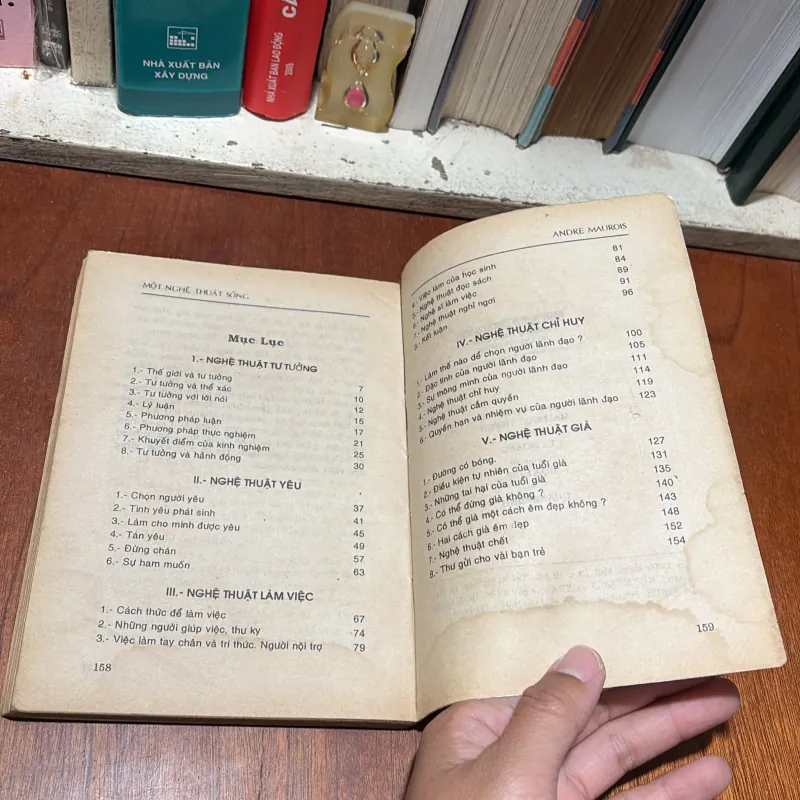 NHÀ XUẤT BẢN
XÂY DỰNG
CẨ
NHÀ XUẤT BẢN LAO ĐỘNG
2005
MỘT NGHỆ THUẬT SỐNG
Mục Lục
I.- NGHỆ THUẬT TƯ TƯỞNG
1.- Thế giới và tư tưởng 7
2.- Tư tưởng và thể xác 10
3.- Tư tưởng với lời nói 12
4.- Lý luận 15
5.- Phương pháp luận 17
6.- Phương pháp thực nghiệm 21
7.- Khuyết điểm của kinh nghiệm 25
8.- Tư tưởng và hành động 30
II.- NGHỆ THUẬT YÊU
1.- Chọn người yêu 37
2.- Tình yêu phát sinh 41
3.- Làm cho mình được yêu 45
4.- Tán yêu 49
5.- Đừng chán 57
6.- Sự ham muốn 63
III.- NGHỆ THUẬT LÀM VIỆC
1.- Cách thức để làm việc 67
2.- Những người giúp việc, thư ký 74
3.- Việc làm tay chân và trí thức. Người nội trợ 79
158
ANDRE MAUROIS
4.- Việc làm của học sinh 81
5.- Nghệ thuật đọc sách 84
6.- Nghệ sĩ làm việc 89
7.- Nghệ thuật nghỉ ngơi 91
8.- Kết luận 96
IV.- NGHỆ THUẬT CHỈ HUY
1.- Làm thế nào để chọn người lãnh đạo ? 100
2.- Đặc tính của người lãnh đạo 105
3.- Sự thông minh của người lãnh đạo 111
4.- Nghệ thuật chỉ huy 114
5.- Nghệ thuật cầm quyền 119
6.- Quyền hạn và nhiệm vụ của người lãnh đạo 123
V.- NGHỆ THUẬT GIÀ
1.- Đường có bóng. 127
2.- Điều kiện tự nhiên của tuổi già 131
3.- Những tai hại của tuổi già 135
4.- Có thể đừng già không ? 140
5.- Có thể già một cách êm đẹp không ? 143
6.- Hai cách già êm đẹp 148
7.- Nghệ thuật chết 152
8.- Thư gửi cho vài bạn trẻ 154
159